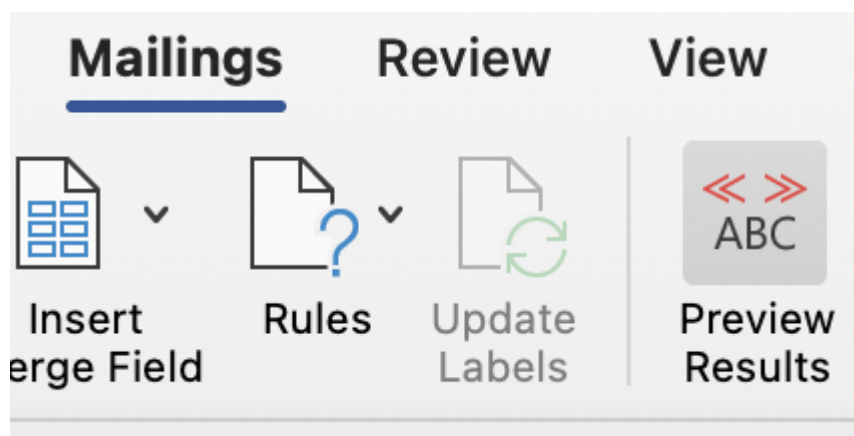 Mailings Review View
?
<< >>
ABC
Insert Rules Update Preview
erge Field Labels Results